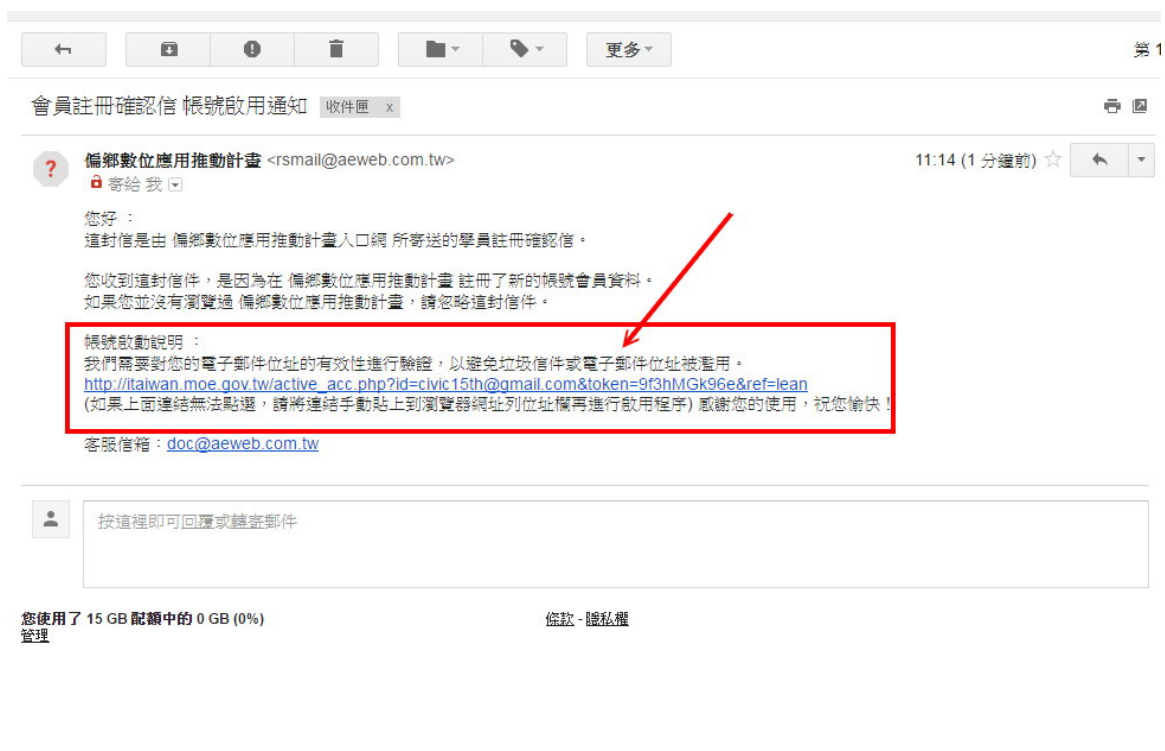 更多
第 1
會員註冊確認信 帳號啟用通知 收件匣 x
偏鄉數位應用推動計畫 <rsmail@aeweb.com.tw>
11:14 (1 分鐘前)
寄給 我
您好 :
這封信是由 偏鄉數位應用推動計畫入口網 所寄送的學員註冊確認信。
您收到這封信件,是因為在 偏鄉數位應用推動計畫 註冊了新的帳號會員資料。
如果您並沒有瀏覽過 偏鄉數位應用推動計畫,請忽略這封信件。
帳號啟動說明 :
我們需要對您的電子郵件位址的有效性進行驗證,以避免垃圾信件或電子郵件位址被濫用。
http://itaiwan.moe.gov.tw/active_acc.php?id=civic15th@gmail.com&token=9f3hMGk96e&ref=lean
(如果上面連結無法點選,請將連結手動貼上到瀏覽器網址列位址欄再進行啟用程序) 感謝您的使用,祝您愉快!
客服信箱:doc@aeweb.com.tw
按這裡即可回覆或轉寄郵件
您使用了 15 GB 配額中的 0 GB (0%)
管理
條款 - 隱私權